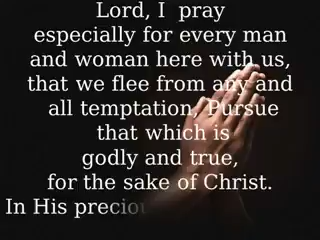 Lord, I pray
especially for every man
and woman here with us,
that we flee from any and
all temptation, Pursue
that which is
godly and true,
for the sake of Christ.
In His precious